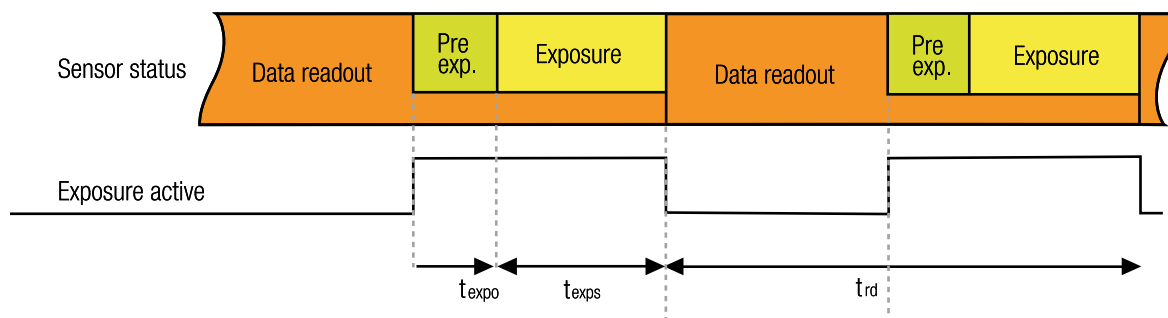 Sensor status
Data readout
Pre
exp.
Exposure
Data readout
Pre
exp.
Exposure
Exposure active
texpo
texps
trd